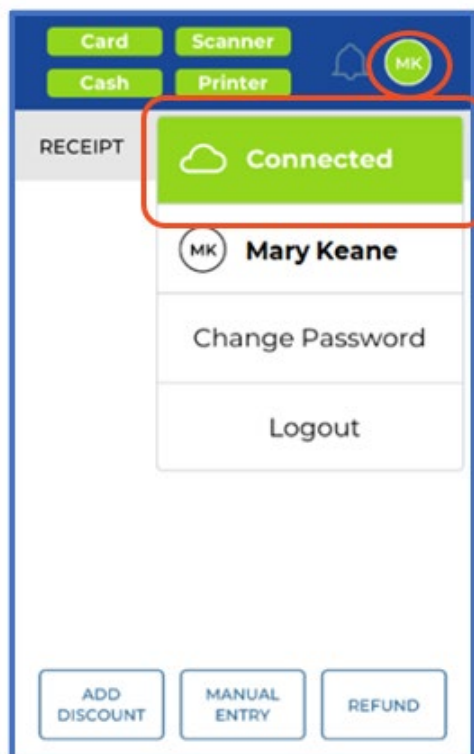 Card Scanner
MK
Cash Printer
RECEIPT
Connected
MK Mary Keane
Change Password
Logout
ADD
DISCOUNT
MANUAL
ENTRY
REFUND